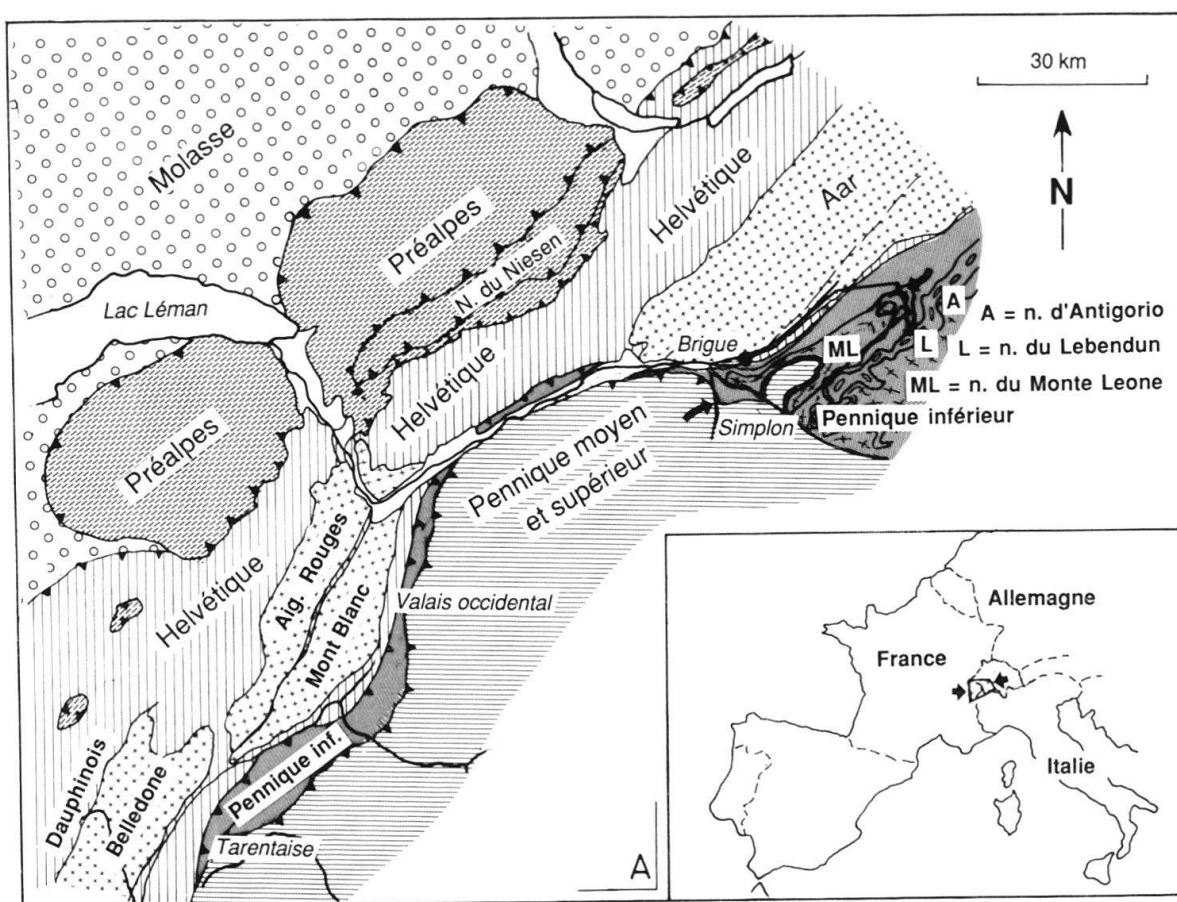 30 km
N
Molasse
Préalpes
N. du Niesen
Helvétique
Aar
Lac Léman
Brigue
ML
A
L
A = n. d'Antigorio
L = n. du Lebendun
ML = n. du Monte Leone
Pennique inférieur
Simplon
Helvétique
Préalpes
Pennique moyen
et supérieur
Helvétique
Aig. Rouges
Mont Blanc
Valais occidental
Dauphinois
Belledone
Pennique inf.
Tarentaise
A
Allemagne
France
Italie